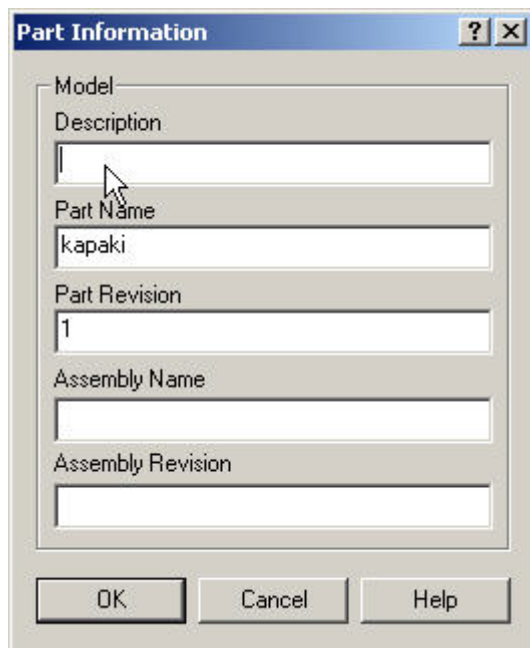 Part Information
Model
Description
Part Name
kapaki
Part Revision
1
Assembly Name
Assembly Revision
OK Cancel Help